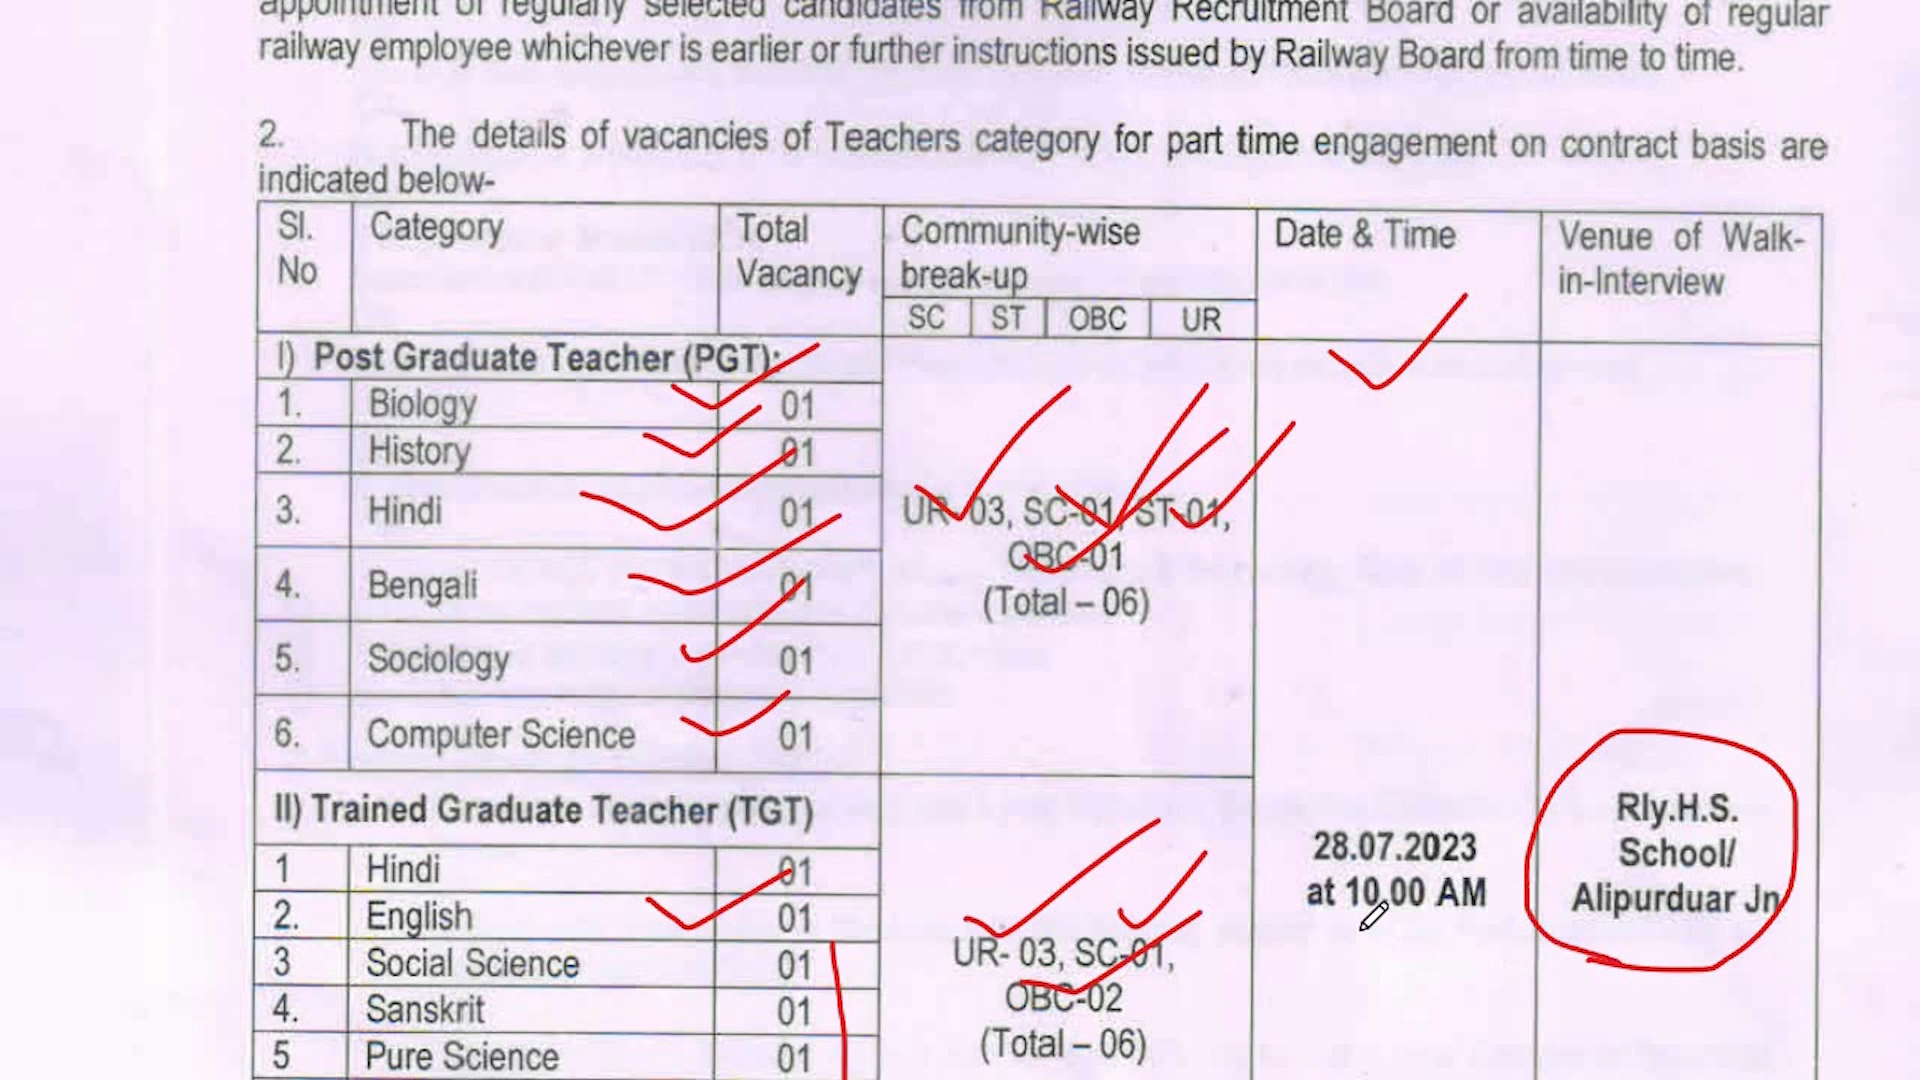 appointment of regularly selected candidates from Railway Recruitment Board or availability of regular
railway employee whichever is earlier or further instructions issued by Railway Board from time to time.
2. The details of vacancies of Teachers category for part time engagement on contract basis are
indicated below-
Sl. No Category Total Vacancy Community-wise break-up Date & Time Venue of Walk-in-Interview
SC ST OBC UR
I) Post Graduate Teacher (PGT):
1. Biology 01
2. History 01
3. Hindi 01
UR- 03, SC-01, ST-01,
OBC-01
(Total – 06)
4. Bengali 01
5. Sociology 01
6. Computer Science 01
II) Trained Graduate Teacher (TGT)
1 Hindi 01
2. English 01
3 Social Science 01
4. Sanskrit 01
5 Pure Science 01
UR- 03, SC-01,
OBC-02
(Total – 06)
28.07.2023
at 10.00 AM
Rly.H.S.
School/
Alipurduar Jn